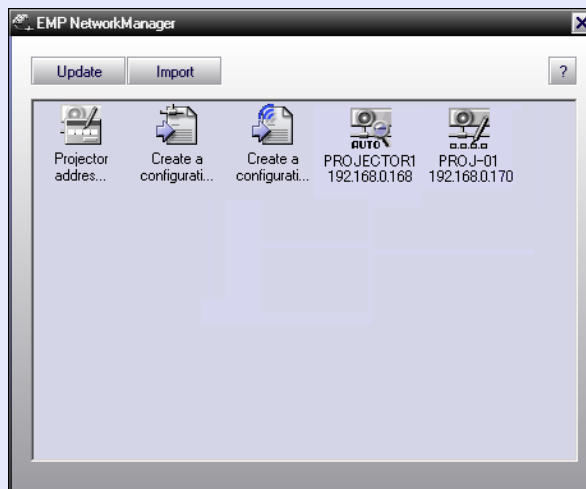 EMP NetworkManager
Update
Import
?
Projector
addres...
Create a
configurati...
Create a
configurati...
AUTO
PROJECTOR1
192.168.0.168
PROJ-01
192.168.0.170